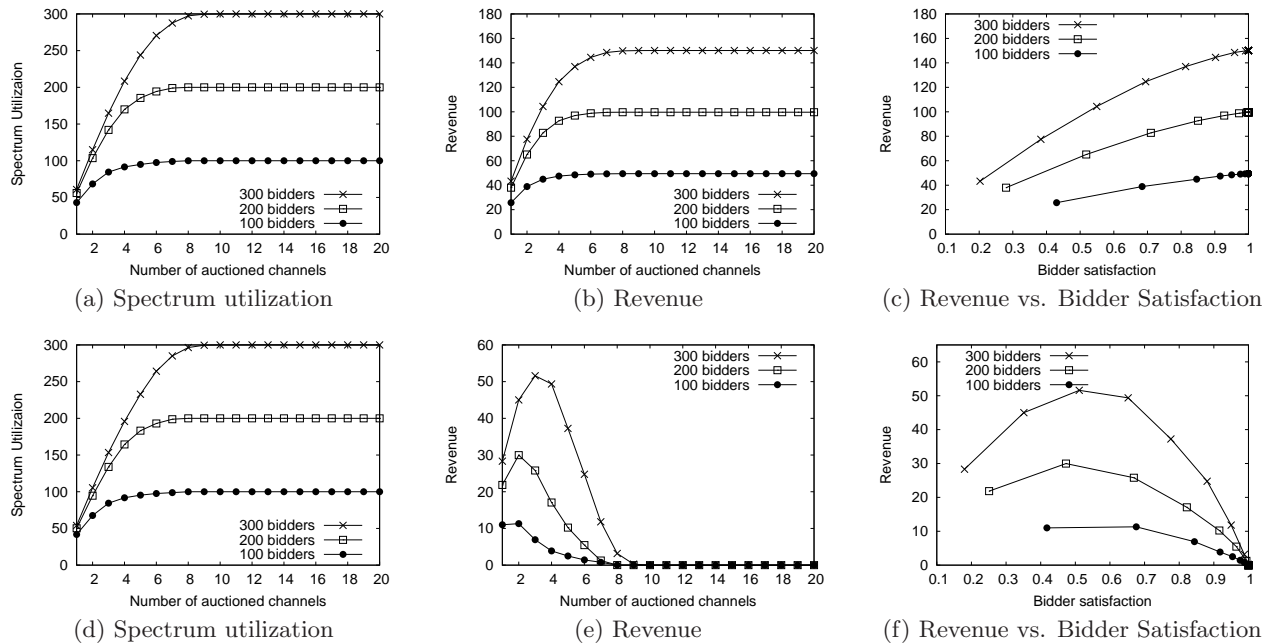 300
250
200
150
100
50
0
Spectrum Utilizaion
300 bidders
200 bidders
100 bidders
2 4 6 8 10 12 14 16 18 20
Number of auctioned channels
(a) Spectrum utilization
180
160
140
120
100
80
60
40
20
0
Revenue
300 bidders
200 bidders
100 bidders
2 4 6 8 10 12 14 16 18 20
Number of auctioned channels
(b) Revenue
180
160
140
120
100
80
60
40
20
0
Revenue
300 bidders
200 bidders
100 bidders
0.1 0.2 0.3 0.4 0.5 0.6 0.7 0.8 0.9 1
Bidder satisfaction
(c) Revenue vs. Bidder Satisfaction
300
250
200
150
100
50
0
Spectrum Utilizaion
300 bidders
200 bidders
100 bidders
2 4 6 8 10 12 14 16 18 20
Number of auctioned channels
(d) Spectrum utilization
60
50
40
30
20
10
0
Revenue
300 bidders
200 bidders
100 bidders
2 4 6 8 10 12 14 16 18 20
Number of auctioned channels
(e) Revenue
60
50
40
30
20
10
0
Revenue
300 bidders
200 bidders
100 bidders
0.1 0.2 0.3 0.4 0.5 0.6 0.7 0.8 0.9 1
Bidder satisfaction
(f) Revenue vs. Bidder Satisfaction